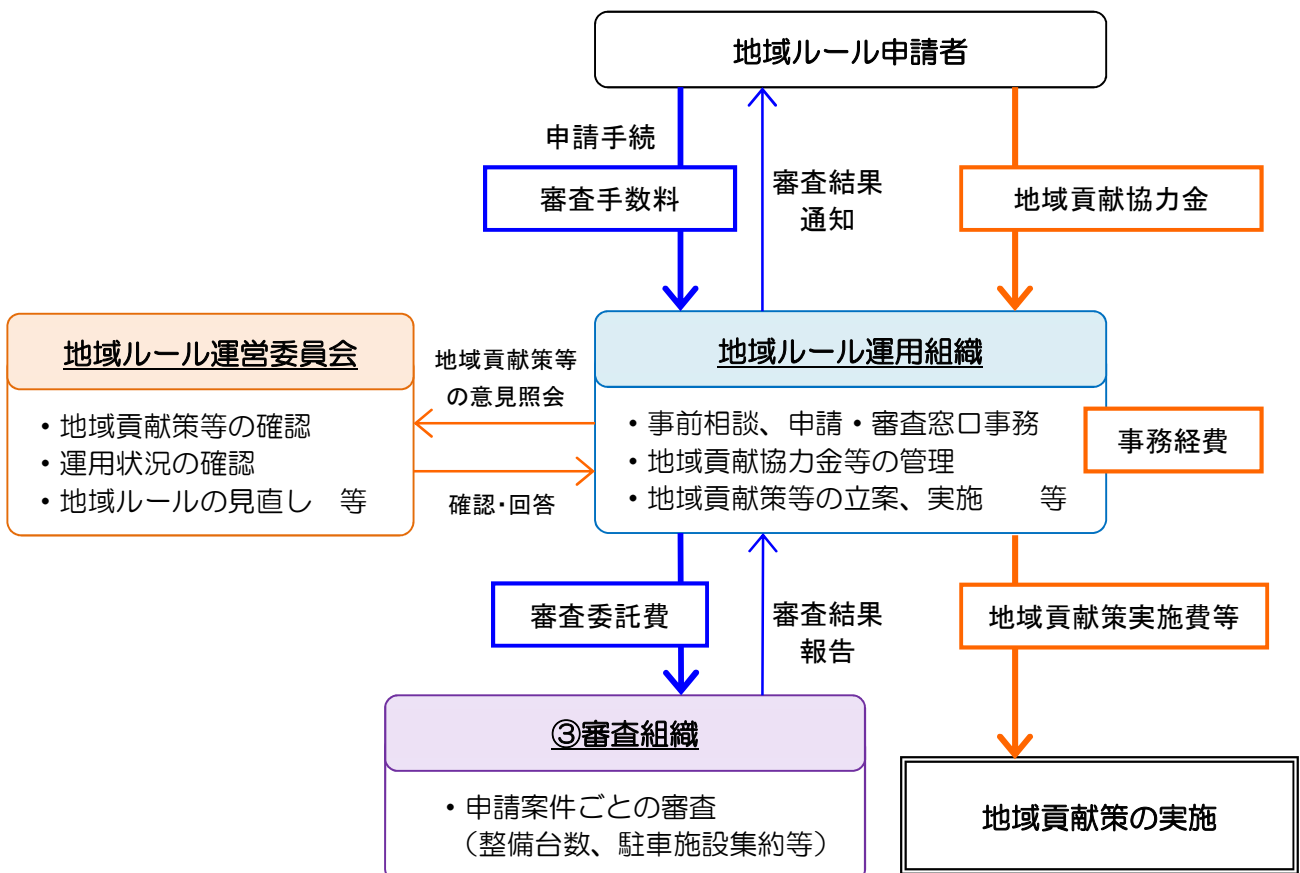 地域ルール申請者
申請手続
審査手数料
審査結果
通知
地域貢献協力金
地域ルール運営委員会
・地域貢献策等の確認
・運用状況の確認
・地域ルールの見直し　等
地域貢献策等
の意見照会
確認・回答
地域ルール運用組織
・事前相談、申請・審査窓口事務
・地域貢献協力金等の管理
・地域貢献策等の立案、実施　　等
事務経費
審査委託費
審査結果
報告
地域貢献策実施費等
③審査組織
・申請案件ごとの審査
（整備台数、駐車施設集約等）
地域貢献策の実施